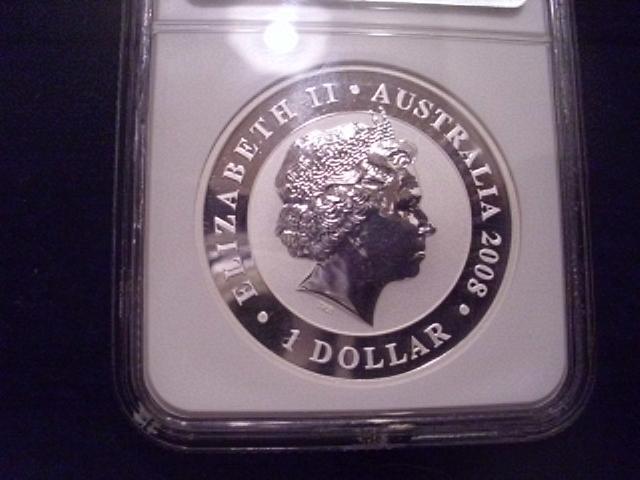 ELIZABETH II • AUSTRALIA 2008 •
1 DOLLAR •